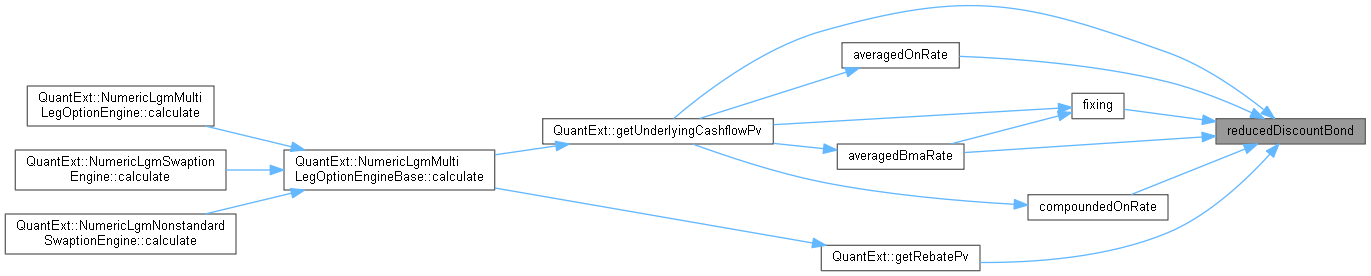 QuantExt::NumericLgmMulti
LegOptionEngine::calculate
QuantExt::NumericLgmSwaption
Engine::calculate
QuantExt::NumericLgmNonstandard
SwaptionEngine::calculate
QuantExt::NumericLgmMulti
LegOptionEngineBase::calculate
QuantExt::getUnderlyingCashflowPv
averagedOnRate
fixing
averagedBmaRate
compoundedOnRate
QuantExt::getRebatePv
reducedDiscountBond